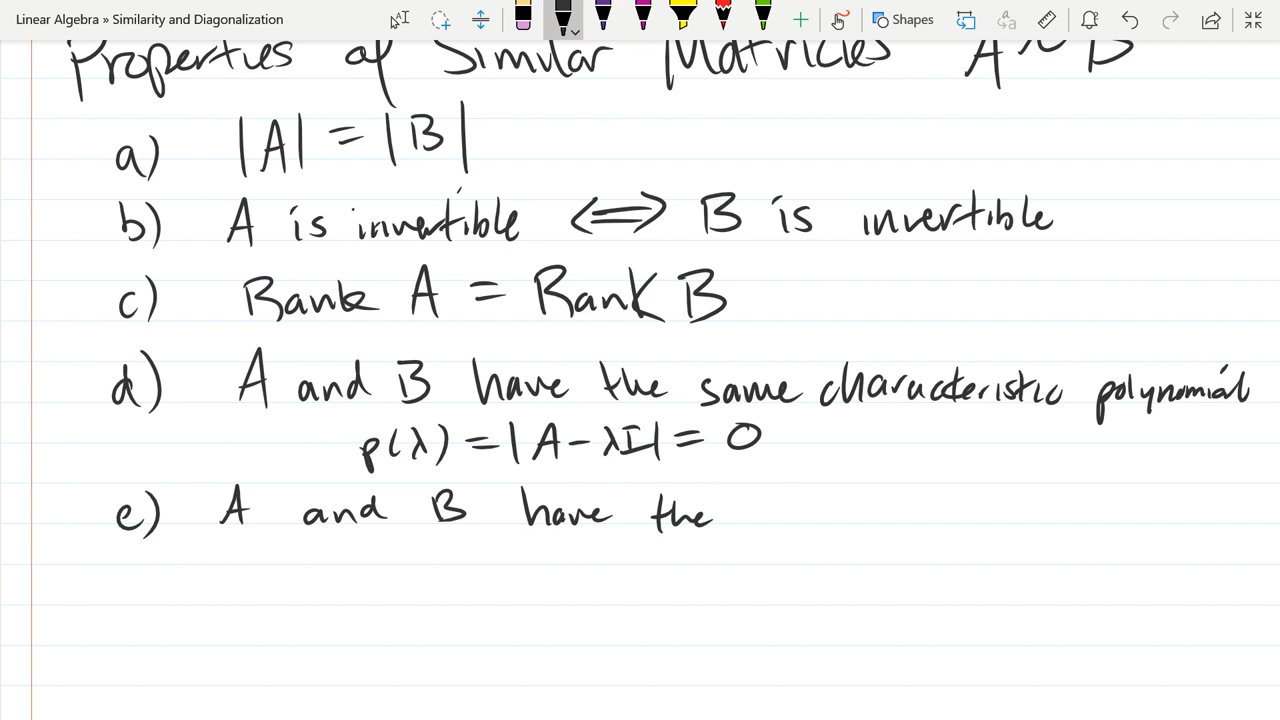 Linear Algebra » Similarity and Diagonalization
Shapes
Properties of Similar Matrices A ~ B
a) |A| = |B|
b) A is invertible ⟺ B is invertible
c) Rank A = Rank B
d) A and B have the same characteristic polynomial
p(λ) = |A - λI| = 0
e) A and B have the